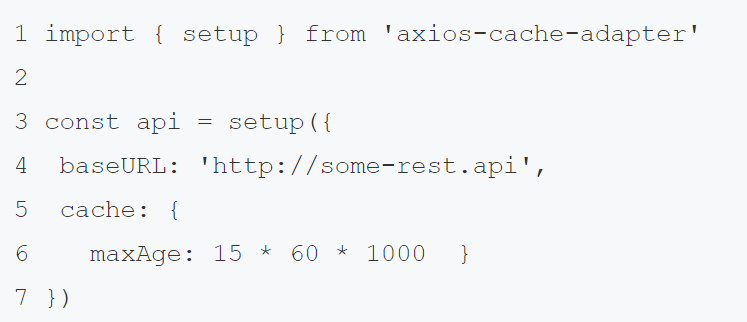 1 import { setup } from 'axios-cache-adapter'
2
3 const api = setup({
4  baseURL: 'http://some-rest.api',
5  cache: {
6    maxAge: 15 * 60 * 1000  }
7 })